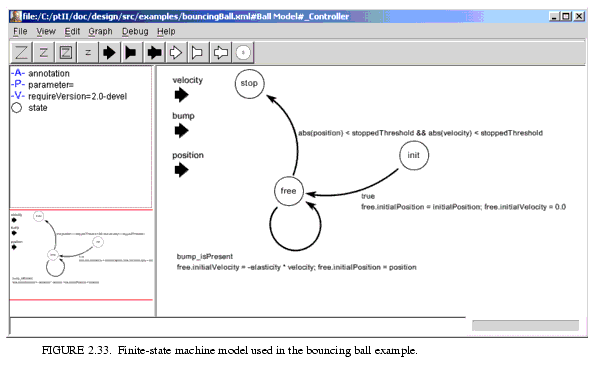 file:/C:/ptII/doc/design/src/examples/bouncingBall.xml#Ball Model#_Controller
File View Edit Graph Debug Help
-A- annotation
-P- parameter=
-V- requireVersion=2.0-devel
state
velocity
bump
position
stop
abs(position) < stoppedThreshold && abs(velocity) < stoppedThreshold
init
free
true
free.initialPosition = initialPosition; free.initialVelocity = 0.0
bump_isPresent
free.initialVelocity = -elasticity * velocity; free.initialPosition = position
FIGURE 2.33. Finite-state machine model used in the bouncing ball example.